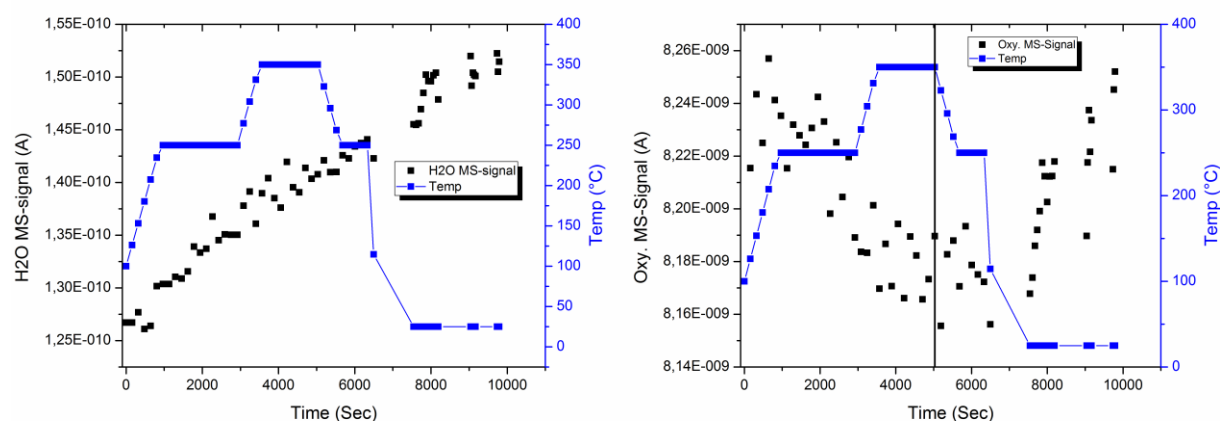 1,55E-010
1,50E-010
1,45E-010
1,40E-010
1,35E-010
1,30E-010
1,25E-010
H2O MS-signal (A)
H2O MS-signal
Temp
400
350
300
250
200
150
100
50
0
Temp (°C)
0 2000 4000 6000 8000 10000
Time (Sec)
8,26E-009
8,24E-009
8,22E-009
8,20E-009
8,18E-009
8,16E-009
8,14E-009
Oxy. MS-Signal (A)
Oxy. MS-Signal
Temp
400
300
200
100
0
Temp (°C)
0 2000 4000 6000 8000 10000
Time (Sec)